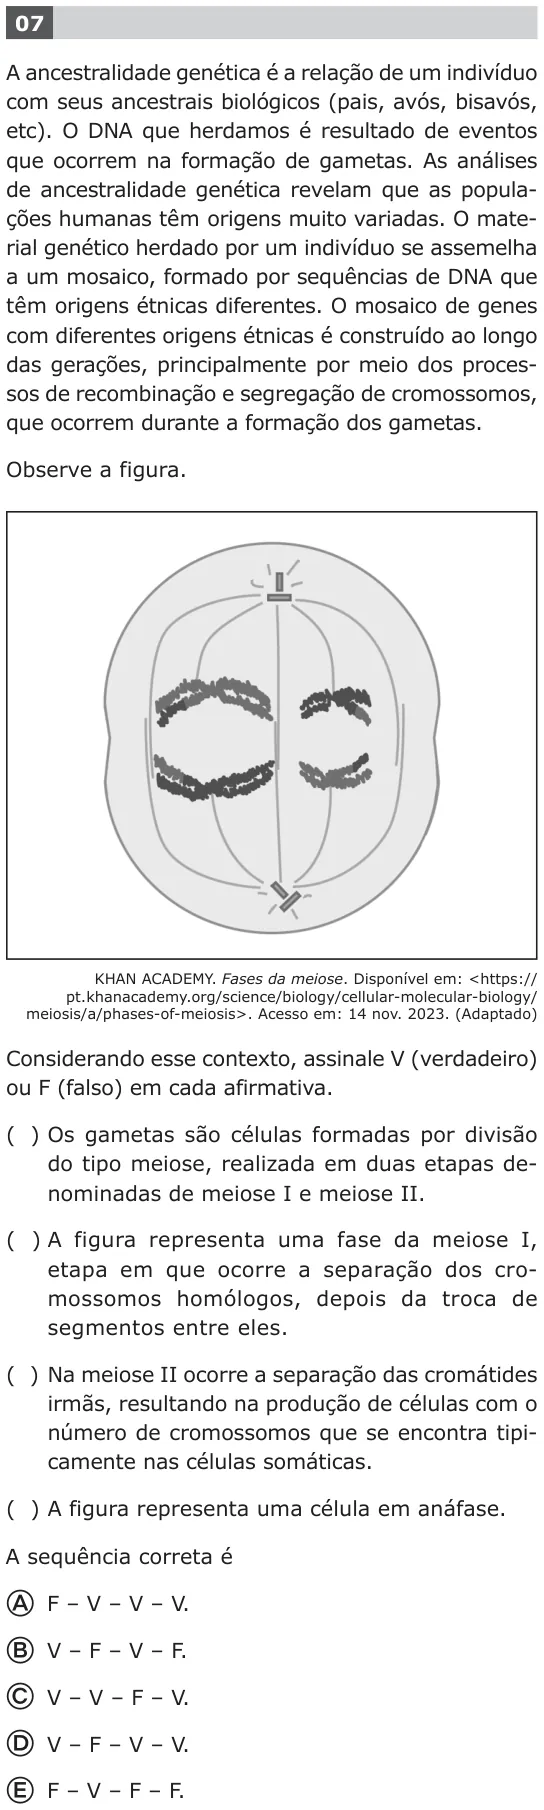 07
A ancestralidade genética é a relação de um indivíduo
com seus ancestrais biológicos (pais, avós, bisavós,
etc). O DNA que herdamos é resultado de eventos
que ocorrem na formação de gametas. As análises
de ancestralidade genética revelam que as popula-
ções humanas têm origens muito variadas. O mate-
rial genético herdado por um indivíduo se assemelha
a um mosaico, formado por sequências de DNA que
têm origens étnicas diferentes. O mosaico de genes
com diferentes origens étnicas é construído ao longo
das gerações, principalmente por meio dos proces-
sos de recombinação e segregação de cromossomos,
que ocorrem durante a formação dos gametas.
Observe a figura.
KHAN ACADEMY. Fases da meiose. Disponível em: <https://
pt.khanacademy.org/science/biology/cellular-molecular-biology/
meiosis/a/phases-of-meiosis>. Acesso em: 14 nov. 2023. (Adaptado)
Considerando esse contexto, assinale V (verdadeiro)
ou F (falso) em cada afirmativa.
( ) Os gametas são células formadas por divisão
do tipo meiose, realizada em duas etapas de-
nominadas de meiose I e meiose II.
( ) A figura representa uma fase da meiose I,
etapa em que ocorre a separação dos cro-
mossomos homólogos, depois da troca de
segmentos entre eles.
( ) Na meiose II ocorre a separação das cromátides
irmãs, resultando na produção de células com o
número de cromossomos que se encontra tipi-
camente nas células somáticas.
( ) A figura representa uma célula em anáfase.
A sequência correta é
A F – V – V – V.
B V – F – V – F.
C V – V – F – V.
D V – F – V – V.
E F – V – F – F.